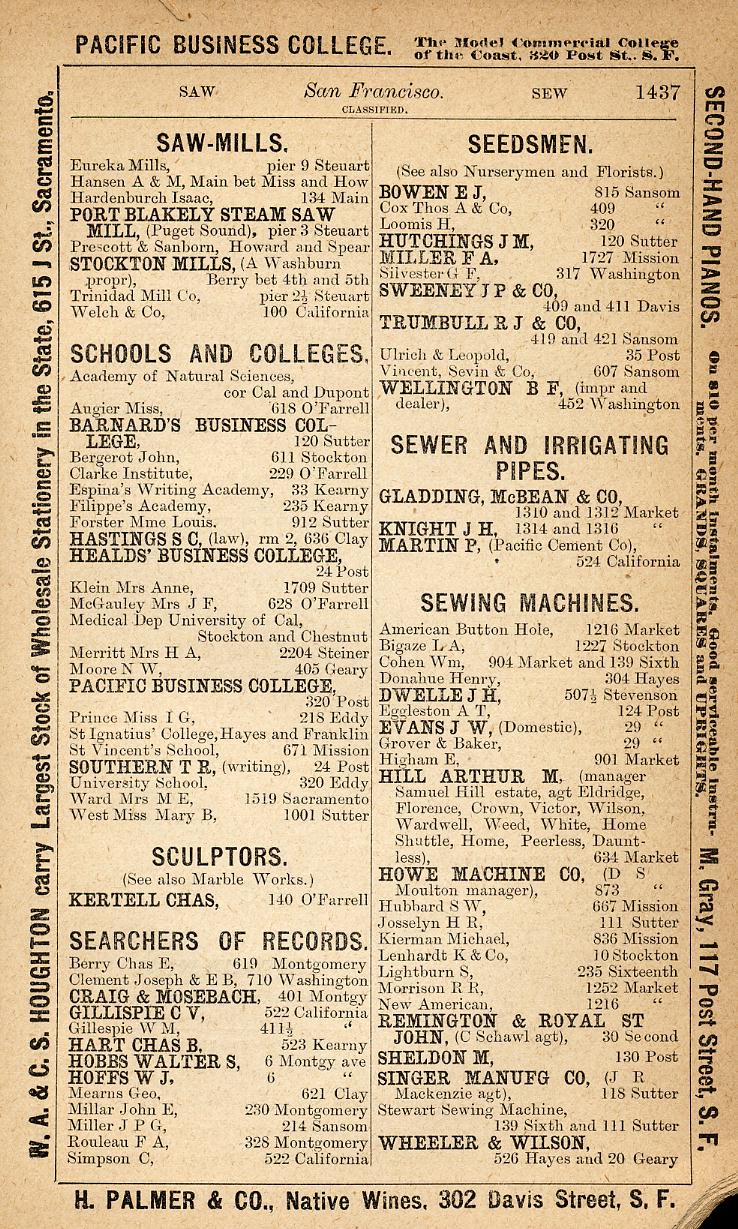 PACIFIC BUSINESS COLLEGE. The Model Commercial College
of the Coast, 320 Post St., S. F.
SAW San Francisco. SEW 1437
CLASSIFIED.
SAW-MILLS.
Eureka Mills, pier 9 Steuart
Hansen A & M, Main bet Miss and How
Hardenburch Isaac, 134 Main
PORT BLAKELY STEAM SAW
MILL, (Puget Sound), pier 3 Steuart
Prescott & Sanborn, Howard and Spear
STOCKTON MILLS, (A Washburn
propr), Berry bet 4th and 5th
Trinidad Mill Co, pier 2½ Steuart
Welch & Co, 100 California
SCHOOLS AND COLLEGES.
Academy of Natural Sciences,
cor Cal and Dupont
Augier Miss, 618 O'Farrell
BARNARD'S BUSINESS COL-
LEGE, 120 Sutter
Bergerot John, 611 Stockton
Clarke Institute, 229 O'Farrell
Espina's Writing Academy, 33 Kearny
Filippe's Academy, 235 Kearny
Forster Mme Louis. 912 Sutter
HASTINGS S C, (law), rm 2, 636 Clay
HEALDS' BUSINESS COLLEGE,
24 Post
Klein Mrs Anne, 1709 Sutter
McGauley Mrs J F, 628 O'Farrell
Medical Dep University of Cal,
Stockton and Chestnut
Merritt Mrs H A, 2204 Steiner
Moore N W, 405 Geary
PACIFIC BUSINESS COLLEGE,
320 Post
Prince Miss I G, 218 Eddy
St Ignatius' College, Hayes and Franklin
St Vincent's School, 671 Mission
SOUTHERN T R, (writing), 24 Post
University School, 320 Eddy
Ward Mrs M E, 1519 Sacramento
West Miss Mary B, 1001 Sutter
SCULPTORS.
(See also Marble Works.)
KERTELL CHAS, 140 O'Farrell
SEARCHERS OF RECORDS.
Berry Chas E, 619 Montgomery
Clement Joseph & E B, 710 Washington
CRAIG & MOSEBACH, 401 Montgy
GILLISPIE C V, 522 California
Gillespie W M, 411½ "
HART CHAS B, 523 Kearny
HOBBS WALTER S, 6 Montgy ave
HOFFS W J, 6 "
Mearns Geo, 621 Clay
Millar John E, 230 Montgomery
Miller J P G, 214 Sansom
Rouleau F A, 328 Montgomery
Simpson C, 522 California
SEEDSMEN.
(See also Nurserymen and Florists.)
BOWEN E J, 815 Sansom
Cox Thos A & Co, 409 "
Loomis H, 320 "
HUTCHINGS J M, 120 Sutter
MILLER F A, 1727 Mission
Silvester G F, 317 Washington
SWEENEY J P & CO,
409 and 411 Davis
TRUMBULL R J & CO,
419 and 421 Sansom
Ulrich & Leopold, 35 Post
Vincent, Sevin & Co, 607 Sansom
WELLINGTON B F, (impr and
dealer), 452 Washington
SEWER AND IRRIGATING
PIPES.
GLADDING, McBEAN & CO,
1310 and 1312 Market
KNIGHT J H, 1314 and 1316 "
MARTIN P, (Pacific Cement Co),
524 California
SEWING MACHINES.
American Button Hole, 1216 Market
Bigaze L A, 1227 Stockton
Cohen Wm, 904 Market and 139 Sixth
Donahue Henry, 304 Hayes
DWELLE J H, 507½ Stevenson
Eggleston A T, 124 Post
EVANS J W, (Domestic), 29 "
Grover & Baker, 29 "
Higham E, 901 Market
HILL ARTHUR M, (manager
Samuel Hill estate, agt Eldridge,
Florence, Crown, Victor, Wilson,
Wardwell, Weed, White, Home
Shuttle, Home, Peerless, Daunt-
less), 634 Market
HOWE MACHINE CO, (D S
Moulton manager), 873 "
Hubbard S W, 667 Mission
Josselyn H R, 111 Sutter
Kierman Michael, 836 Mission
Lenhardt K & Co, 10 Stockton
Lightburn S, 235 Sixteenth
Morrison R R, 1252 Market
New American, 1216 "
REMINGTON & ROYAL ST
JOHN, (C Schawl agt), 30 Second
SHELDON M, 130 Post
SINGER MANUFG CO, (J R
Mackenzie agt), 118 Sutter
Stewart Sewing Machine,
139 Sixth and 111 Sutter
WHEELER & WILSON,
526 Hayes and 20 Geary
W. A. & C. S. HOUGHTON carry Largest Stock of Wholesale Stationery in the State, 615 J St., Sacramento.
SECOND-HAND PIANOS. On $10 per month instalments. Good serviceable instru-
ments. GRANDS, SQUARES and UPRIGHTS. M. Gray, 117 Post Street, S. F.
H. PALMER & CO., Native Wines. 302 Davis Street, S. F.